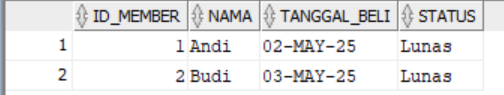 ID_MEMBER NAMA TANGGAL_BELI STATUS
1 1 Andi 02-MAY-25 Lunas
2 2 Budi 03-MAY-25 Lunas